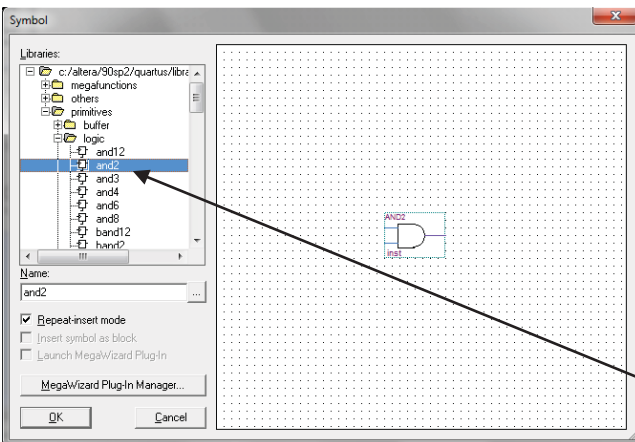 Symbol
Libraries:
c:/altera/90sp2/quartus/libra
megafunctions
others
primitives
buffer
logic
and12
and2
and3
and4
and6
and8
band12
band2
Name:
and2
...
Repeat-insert mode
Insert symbol as block
Launch MegaWizard Plug-In
MegaWizard Plug-In Manager...
OK
Cancel
AND2
inst